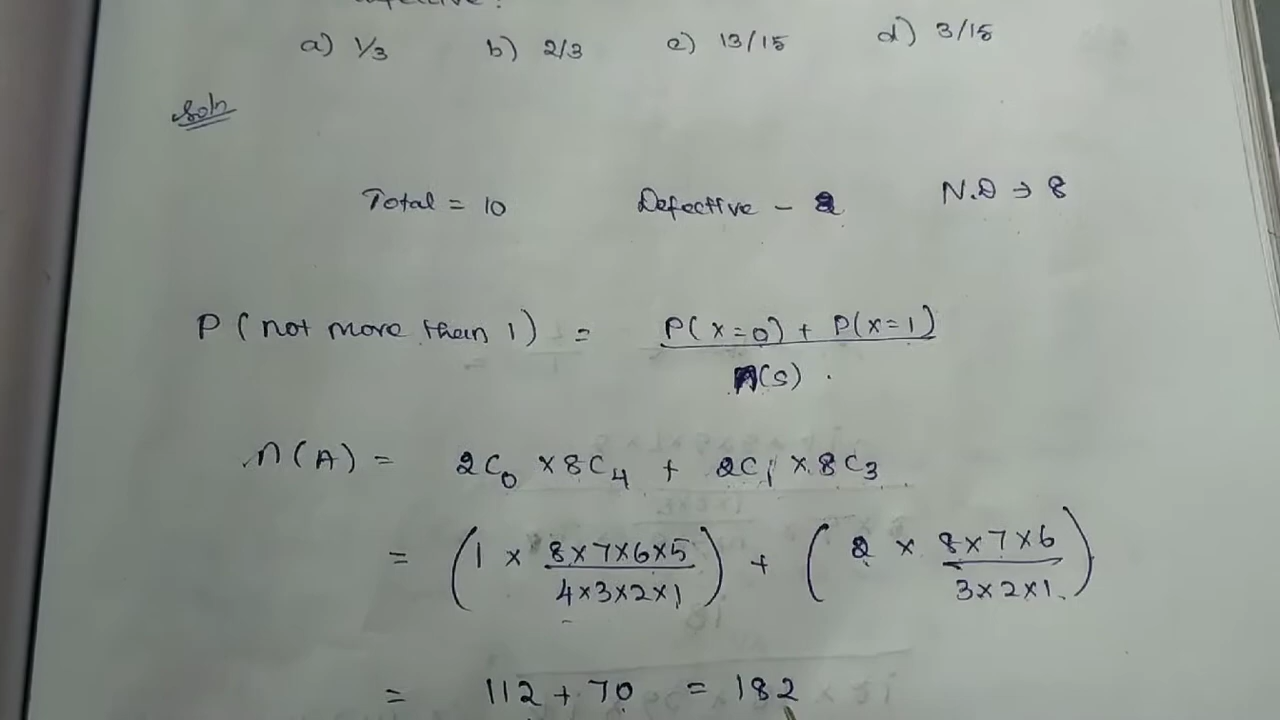 a) 1/3 b) 2/3 c) 13/15 d) 3/15
Soln
Total = 10 Defective - 2 N.D → 8
P ( not more than 1 ) = P( x = 0 ) + P( x = 1 )
n(s) .
n ( A ) = 2C0 × 8C4 + 2C1 × 8C3
= ( 1 × 8×7×6×5 / 4×3×2×1 ) + ( 2 × 8×7×6 / 3×2×1 )
= 112 + 70 = 182